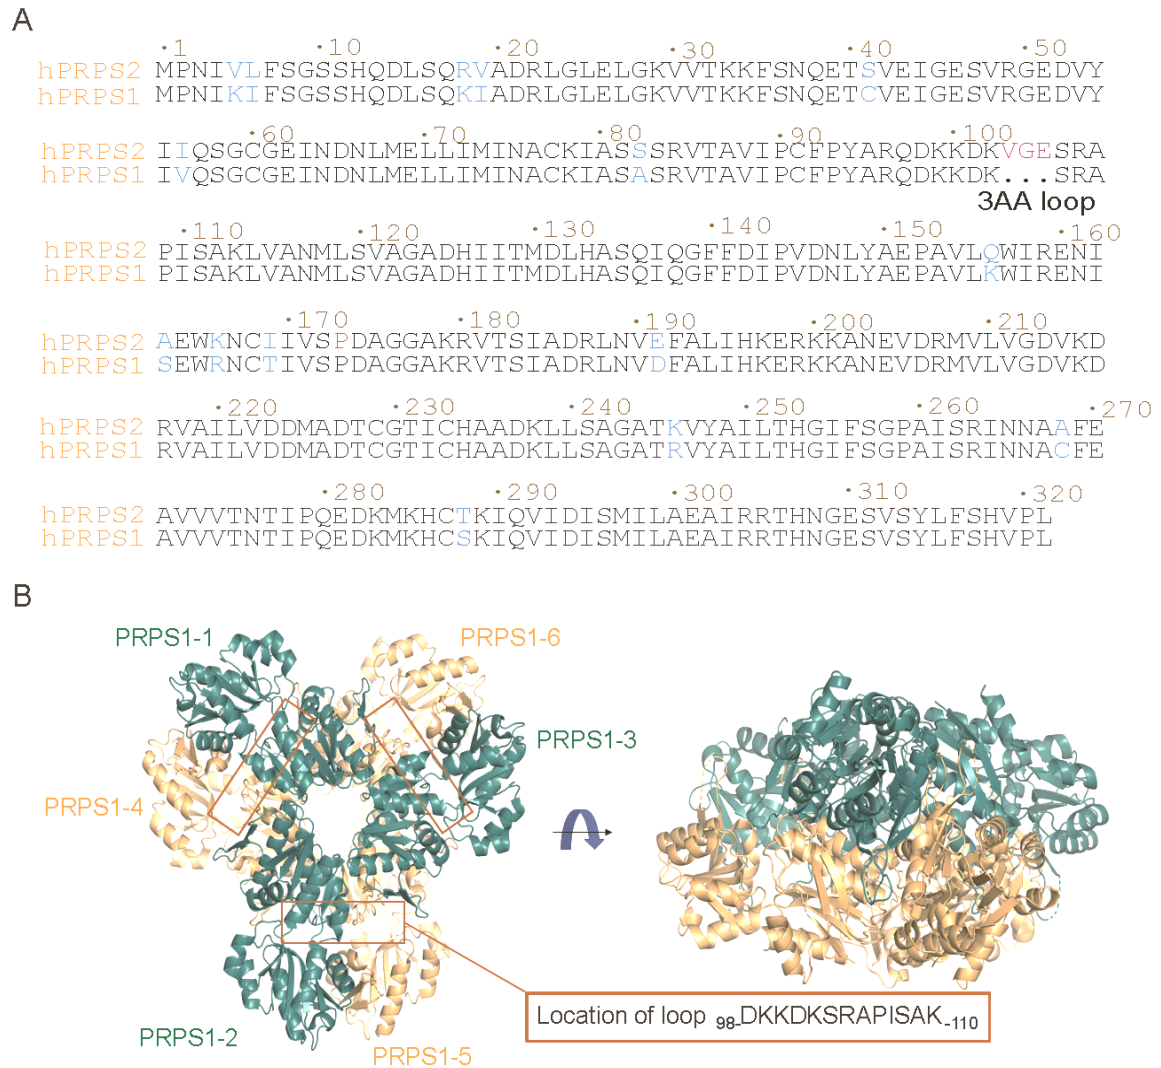 A
·1 ·10 ·20 ·30 ·40 ·50
hPRPS2 MPNIVLFSGSSHQDLSQRVADRLGLELGKVVTKKFSNQETSVEIGESVRGEDVY
hPRPS1 MPNIKIFSGSSHQDLSQKIADRLGLELGKVVTKKFSNQETCVEIGESVRGEDVY
·60 ·70 ·80 ·90 ·100
hPRPS2 IIQSGCGEINDNLMELLIMINACKIASSSRVTAVIPCFPYARQDKKDKVGESRA
hPRPS1 IVQSGCGEINDNLMELLIMINACKIASASRVTAVIPCFPYARQDKKDK...SRA
3AA loop
·110 ·120 ·130 ·140 ·150 ·160
hPRPS2 PISAKLVANMLSVAGADHIITMDLHASQIQGFFDIPVDNLYAEPAVLQWIRENI
hPRPS1 PISAKLVANMLSVAGADHIITMDLHASQIQGFFDIPVDNLYAEPAVLKWIRENI
·170 ·180 ·190 ·200 ·210
hPRPS2 AEWKNCIIVSPDAGGAKRVTSIADRLNVEFALIHKERKKANEVDRMVLVGDVKD
hPRPS1 SEWRNCTIVSPDAGGAKRVTSIADRLNVDFALIHKERKKANEVDRMVLVGDVKD
·220 ·230 ·240 ·250 ·260 ·270
hPRPS2 RVAILVDDMADTCGTICHAADKLLSAGATKVYAILTHGIFSGPAISRINNAAFE
hPRPS1 RVAILVDDMADTCGTICHAADKLLSAGATRVYAILTHGIFSGPAISRINNACFE
·280 ·290 ·300 ·310 ·320
hPRPS2 AVVVTNTIPQEDKMKHCTKIQVIDISMILAEAIRRTHNGESVSYLFSHVPL
hPRPS1 AVVVTNTIPQEDKMKHCSKIQVIDISMILAEAIRRTHNGESVSYLFSHVPL
B
PRPS1-1
PRPS1-6
PRPS1-3
PRPS1-4
Location of loop 98-DKKDKSRAPISAK-110
PRPS1-2
PRPS1-5